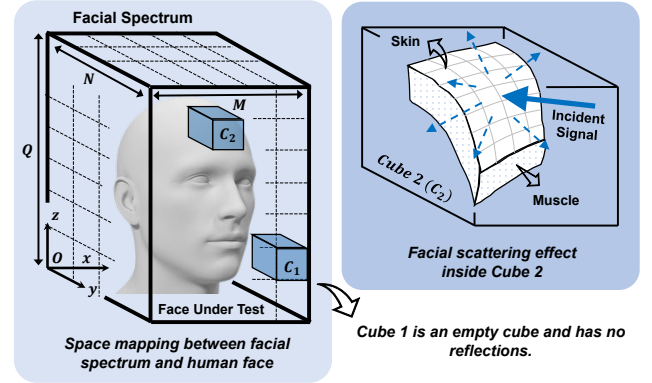 Facial Spectrum
N
M
Q
C₂
z
O
x
y
C₁
Face Under Test
Space mapping between facial
spectrum and human face
Skin
Incident
Signal
Cube 2 (C₂)
Muscle
Facial scattering effect
inside Cube 2
Cube 1 is an empty cube and has no
reflections.